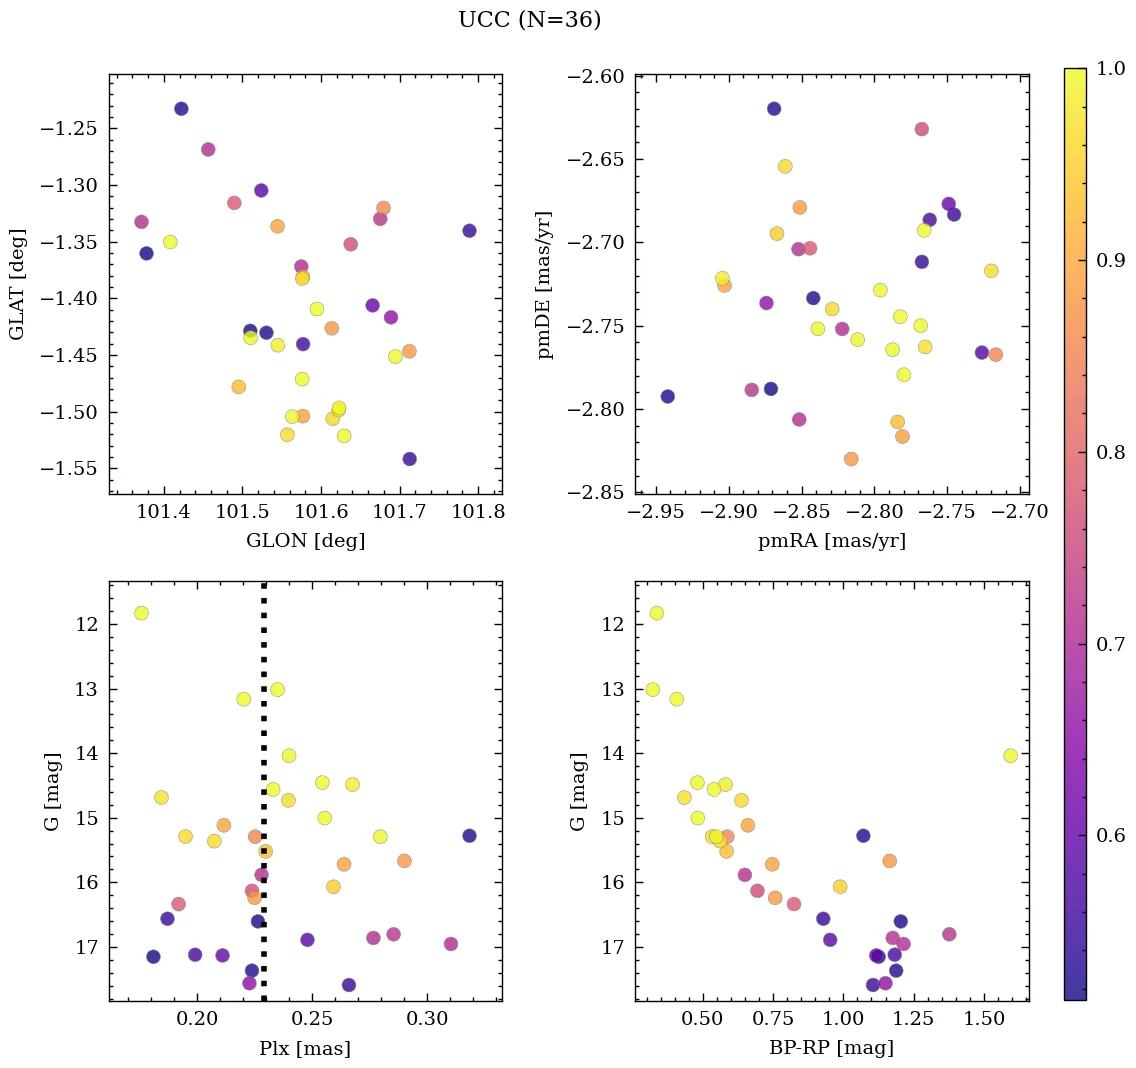 UCC (N=36)
−1.25
−1.30
−1.35
−1.40
−1.45
−1.50
−1.55
GLAT [deg]
101.4 101.5 101.6 101.7 101.8
GLON [deg]
−2.60
−2.65
−2.70
−2.75
−2.80
−2.85
pmDE [mas/yr]
−2.95 −2.90 −2.85 −2.80 −2.75 −2.70
pmRA [mas/yr]
12
13
14
15
16
17
G [mag]
0.20 0.25 0.30
Plx [mas]
12
13
14
15
16
17
G [mag]
0.50 0.75 1.00 1.25 1.50
BP-RP [mag]
1.0
0.9
0.8
0.7
0.6